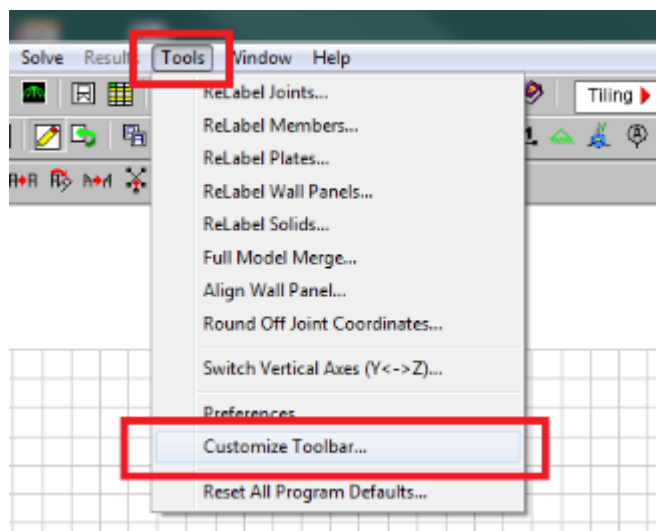 Solve Results Tools Window Help
Tiling
ReLabel Joints...
ReLabel Members...
ReLabel Plates...
ReLabel Wall Panels...
ReLabel Solids...
Full Model Merge...
Align Wall Panel...
Round Off Joint Coordinates...
Switch Vertical Axes (Y<->Z)...
Preferences
Customize Toolbar...
Reset All Program Defaults...